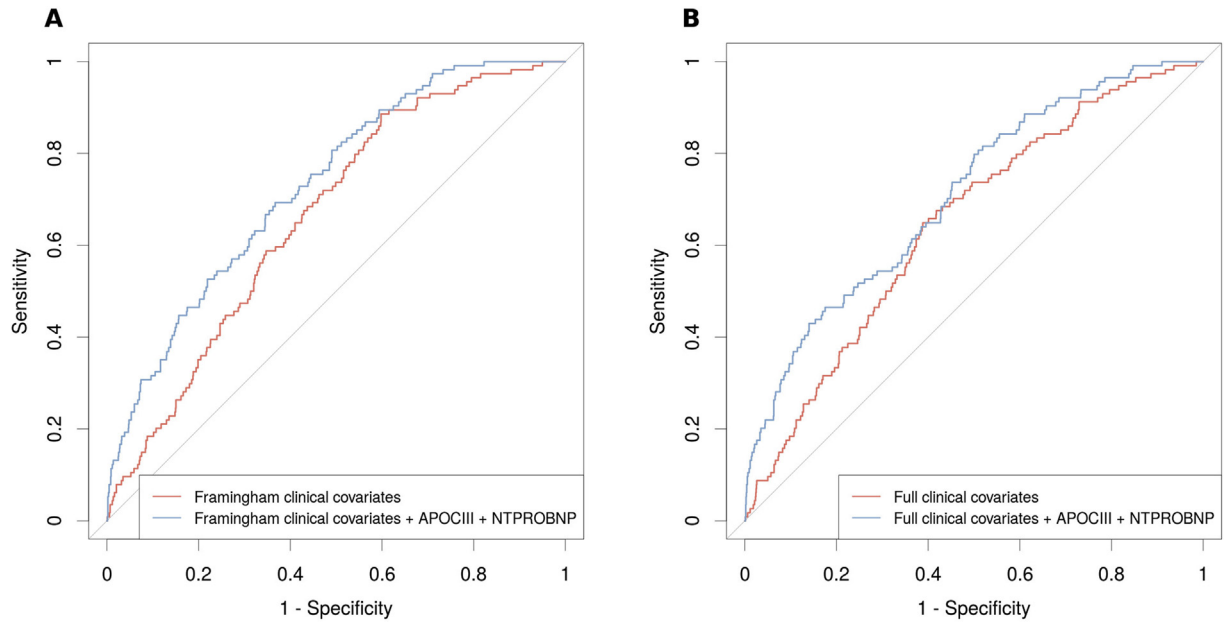 A
1
0.8
0.6
0.4
0.2
0
Sensitivity
Framingham clinical covariates
Framingham clinical covariates + APOCIII + NTPROBNP
0 0.2 0.4 0.6 0.8 1
1 - Specificity
B
1
0.8
0.6
0.4
0.2
0
Sensitivity
Full clinical covariates
Full clinical covariates + APOCIII + NTPROBNP
0 0.2 0.4 0.6 0.8 1
1 - Specificity